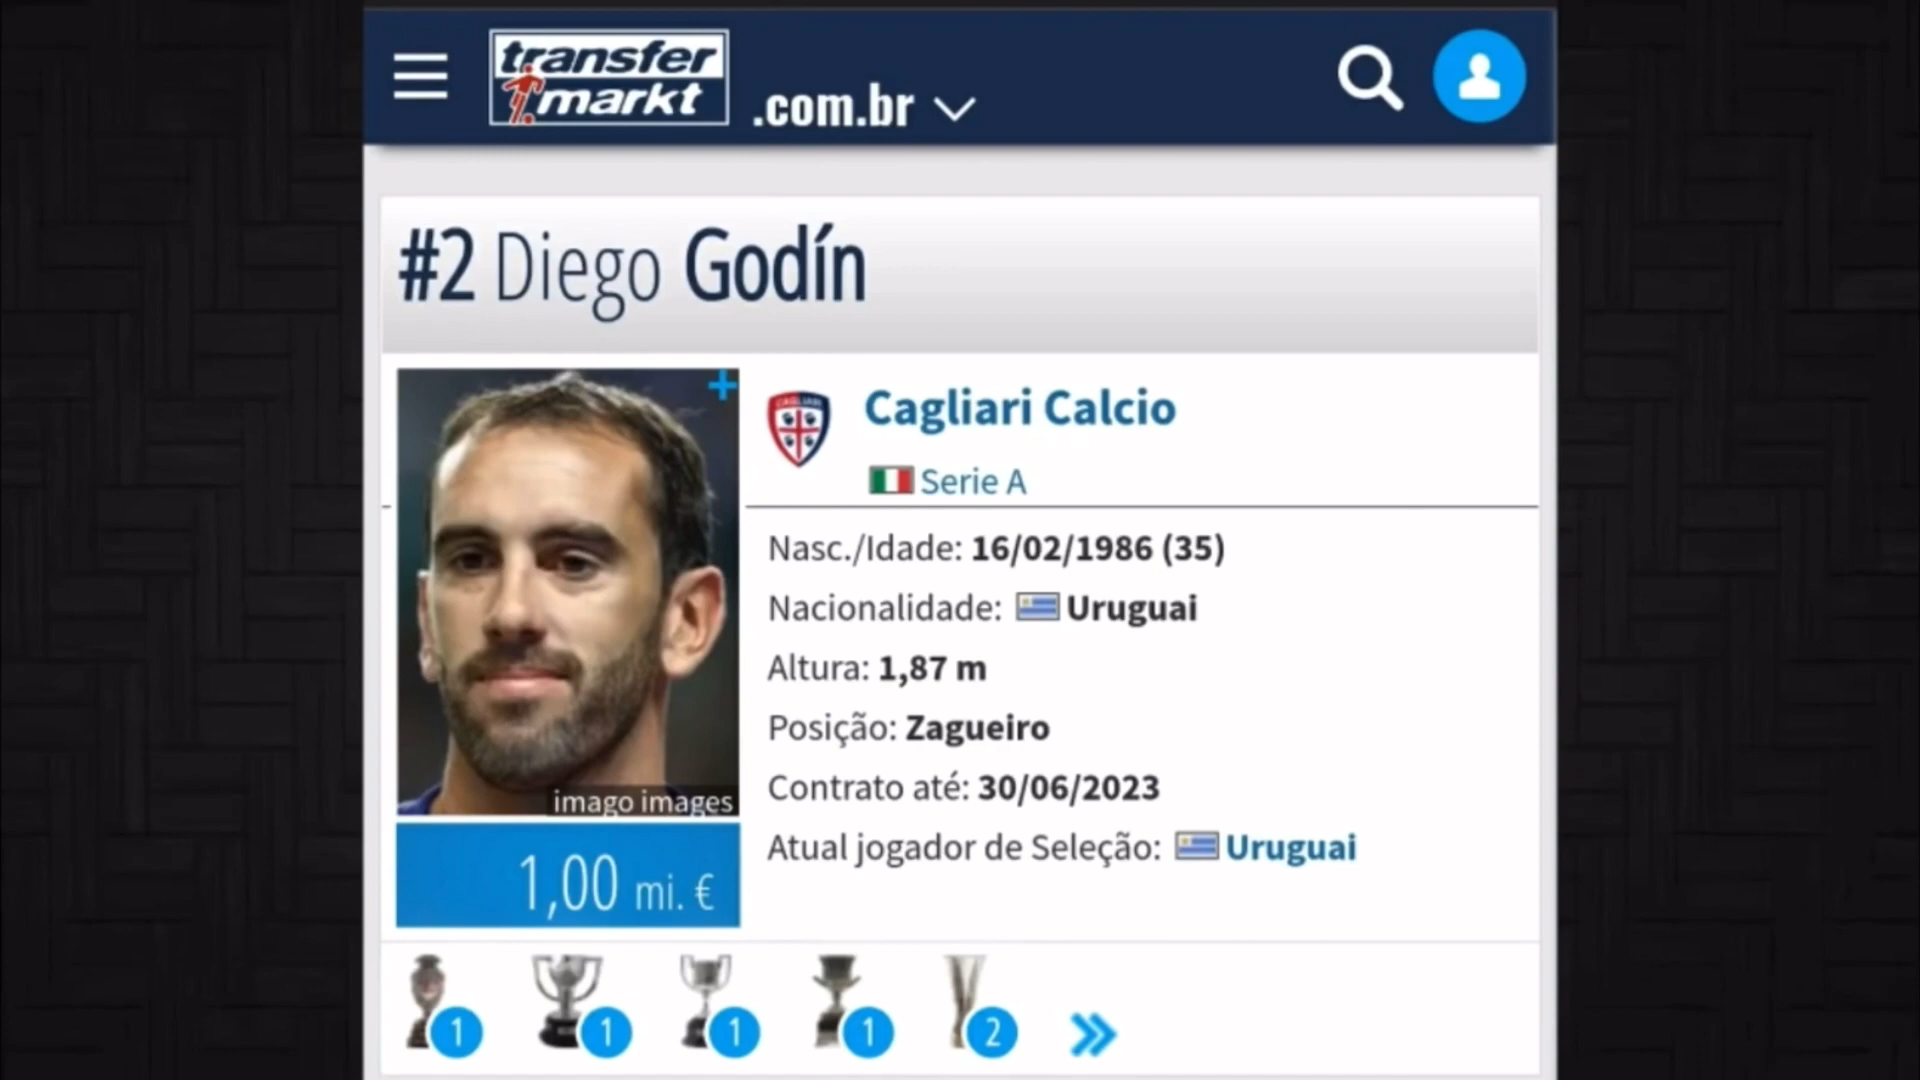 transfer
markt
.com.br
#2 Diego Godín
CAGLIARI
Cagliari Calcio
Serie A
Nasc./Idade: 16/02/1986 (35)
Nacionalidade: Uruguai
Altura: 1,87 m
Posição: Zagueiro
Contrato até: 30/06/2023
Atual jogador de Seleção: Uruguai
imago images
1,00 mi. €
1 1 1 1 2